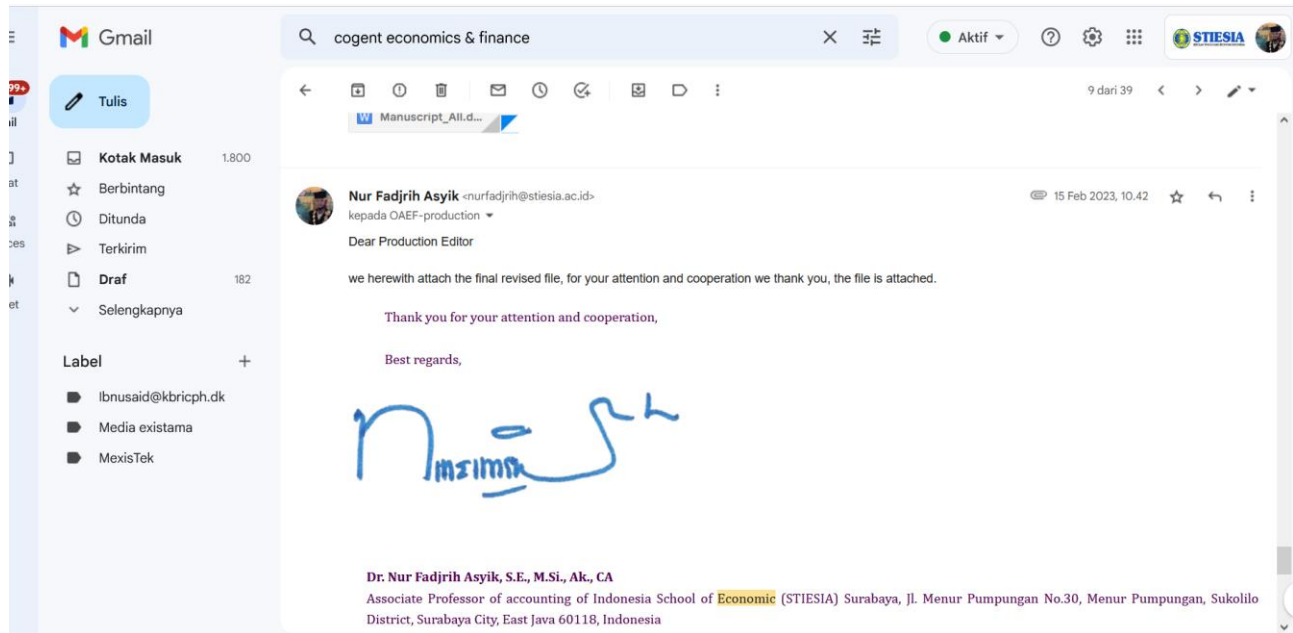 Gmail
cogent economics & finance
Aktif
STIESIA
99+
Tulis
9 dari 39
Manuscript_All.d...
Kotak Masuk 1.800
Berbintang
Ditunda
Terkirim
Draf 182
Selengkapnya
Label
Ibnusaid@kbricph.dk
Media existama
MexisTek
Nur Fadjrih Asyik <nurfadjrih@stiesia.ac.id>
15 Feb 2023, 10.42
kepada OAEF-production
Dear Production Editor
we herewith attach the final revised file, for your attention and cooperation we thank you, the file is attached.
Thank you for your attention and cooperation,
Best regards,
Dr. Nur Fadjrih Asyik, S.E., M.Si., Ak., CA
Associate Professor of accounting of Indonesia School of Economic (STIESIA) Surabaya, Jl. Menur Pumpungan No.30, Menur Pumpungan, Sukolilo
District, Surabaya City, East Java 60118, Indonesia